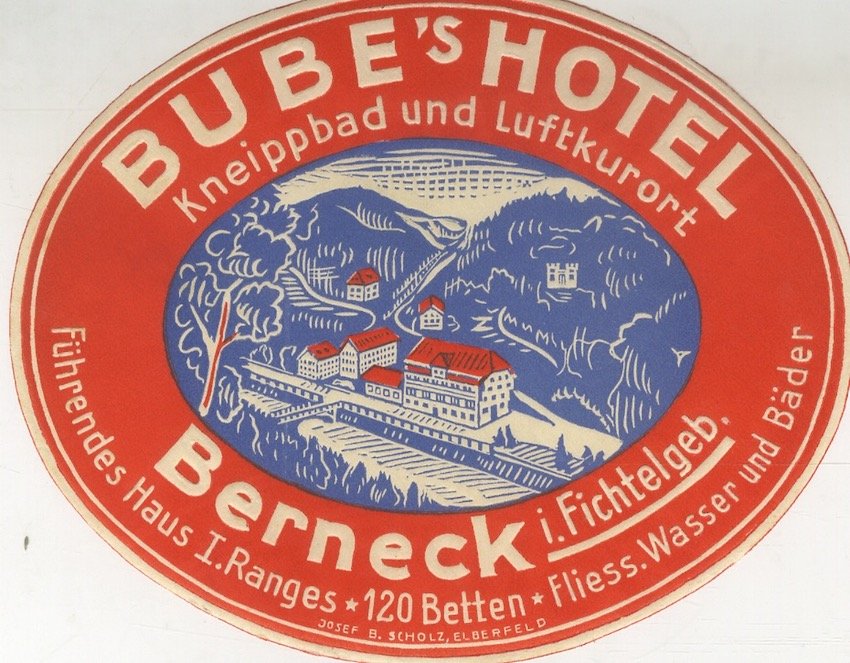 BUBE'S HOTEL
Kneippbad und Luftkurort
Berneck i. Fichtelgeb.
Führendes Haus I. Ranges ★ 120 Betten ★ Fliess. Wasser und Bäder
JOSEF B. SCHOLZ, ELBERFELD